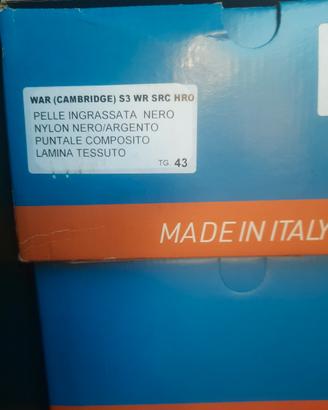 WAR (CAMBRIDGE) S3 WR SRC HRO
PELLE INGRASSATA NERO
NYLON NERO/ARGENTO
PUNTALE COMPOSITO
LAMINA TESSUTO
TG. 43
MADE IN ITALY